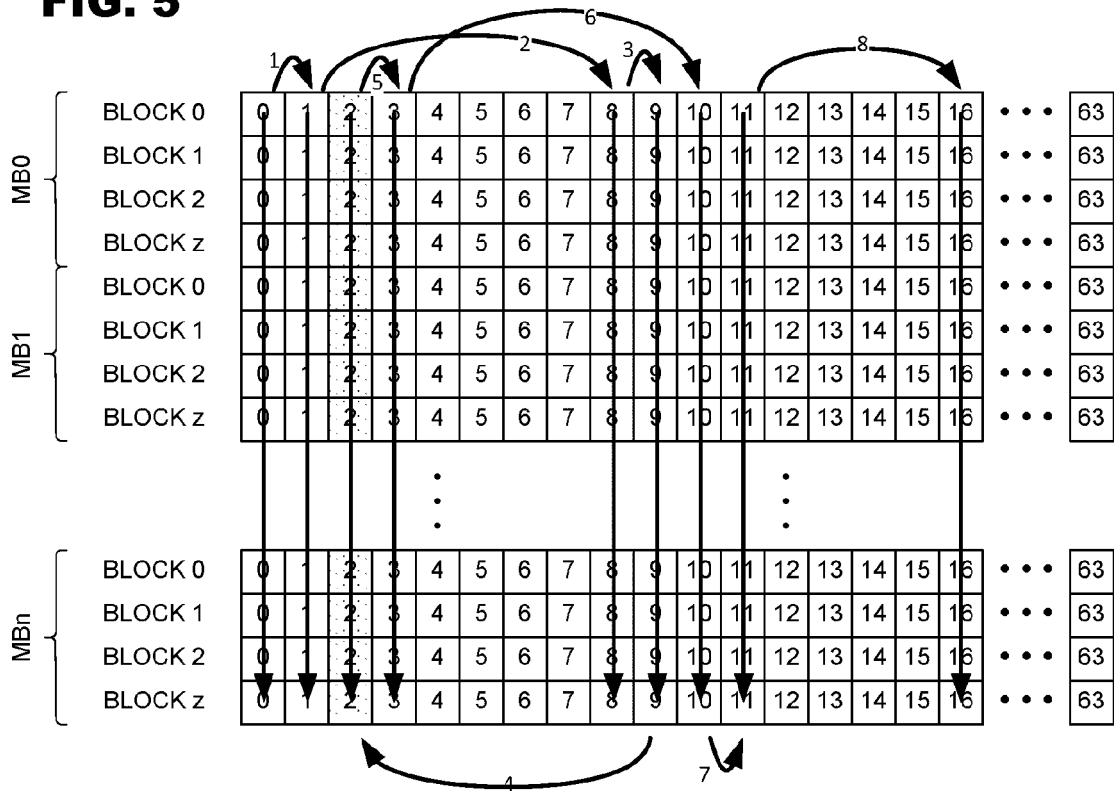 FIG. 5
6
1 2 3 8
5
MB0
BLOCK 0 0 1 2 3 4 5 6 7 8 9 10 11 12 13 14 15 16 • • • 63
BLOCK 1 0 1 2 3 4 5 6 7 8 9 10 11 12 13 14 15 16 • • • 63
BLOCK 2 0 1 2 3 4 5 6 7 8 9 10 11 12 13 14 15 16 • • • 63
BLOCK z 0 1 2 3 4 5 6 7 8 9 10 11 12 13 14 15 16 • • • 63
MB1
BLOCK 0 0 1 2 3 4 5 6 7 8 9 10 11 12 13 14 15 16 • • • 63
BLOCK 1 0 1 2 3 4 5 6 7 8 9 10 11 12 13 14 15 16 • • • 63
BLOCK 2 0 1 2 3 4 5 6 7 8 9 10 11 12 13 14 15 16 • • • 63
BLOCK z 0 1 2 3 4 5 6 7 8 9 10 11 12 13 14 15 16 • • • 63
MBn
BLOCK 0 0 1 2 3 4 5 6 7 8 9 10 11 12 13 14 15 16 • • • 63
BLOCK 1 0 1 2 3 4 5 6 7 8 9 10 11 12 13 14 15 16 • • • 63
BLOCK 2 0 1 2 3 4 5 6 7 8 9 10 11 12 13 14 15 16 • • • 63
BLOCK z 0 1 2 3 4 5 6 7 8 9 10 11 12 13 14 15 16 • • • 63
4 7